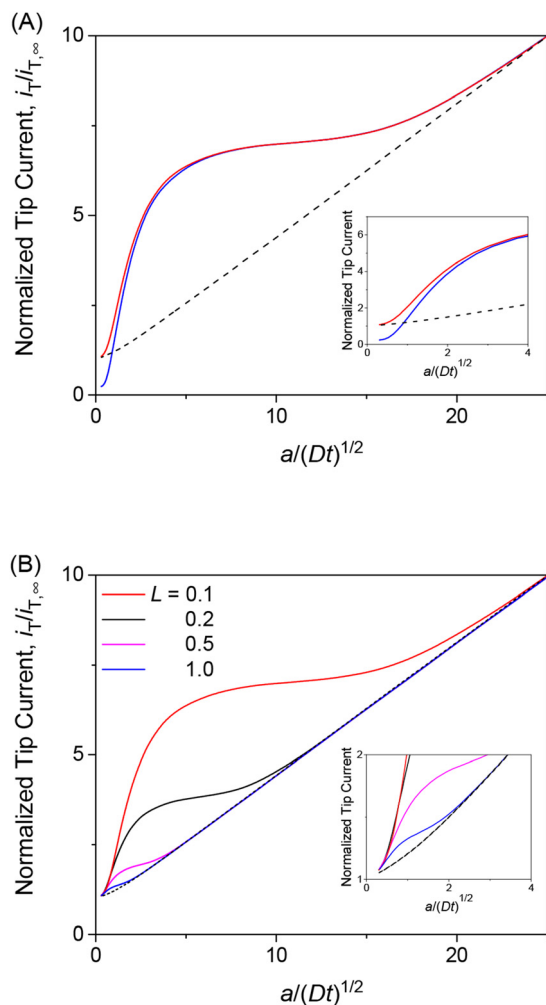 (A)
10
5
0
Normalized Tip Current, iT/iT,∞
0
10
20
a/(Dt)1/2
Normalized Tip Current
6
4
2
0
0
2
4
a/(Dt)1/2
(B)
10
5
0
Normalized Tip Current, iT/iT,∞
L = 0.1
0.2
0.5
1.0
0
10
20
a/(Dt)1/2
Normalized Tip Current
2
1
0
2
4
a/(Dt)1/2